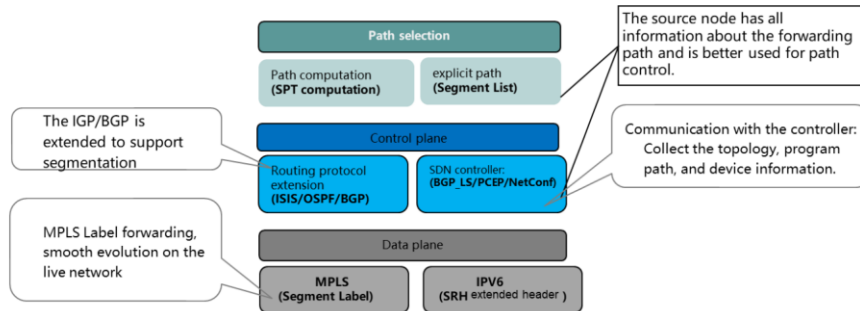 Path selection
The source node has all
information about the forwarding
path and is better used for path
control.
Path computation
(SPT computation)
explicit path
(Segment List)
The IGP/BGP is
extended to support
segmentation
Control plane
Communication with the controller:
Collect the topology, program
path, and device information.
Routing protocol
extension
(ISIS/OSPF/BGP)
SDN controller:
(BGP_LS/PCEP/NetConf)
MPLS Label forwarding,
smooth evolution on the
live network
Data plane
MPLS
(Segment Label)
IPV6
(SRH extended header )